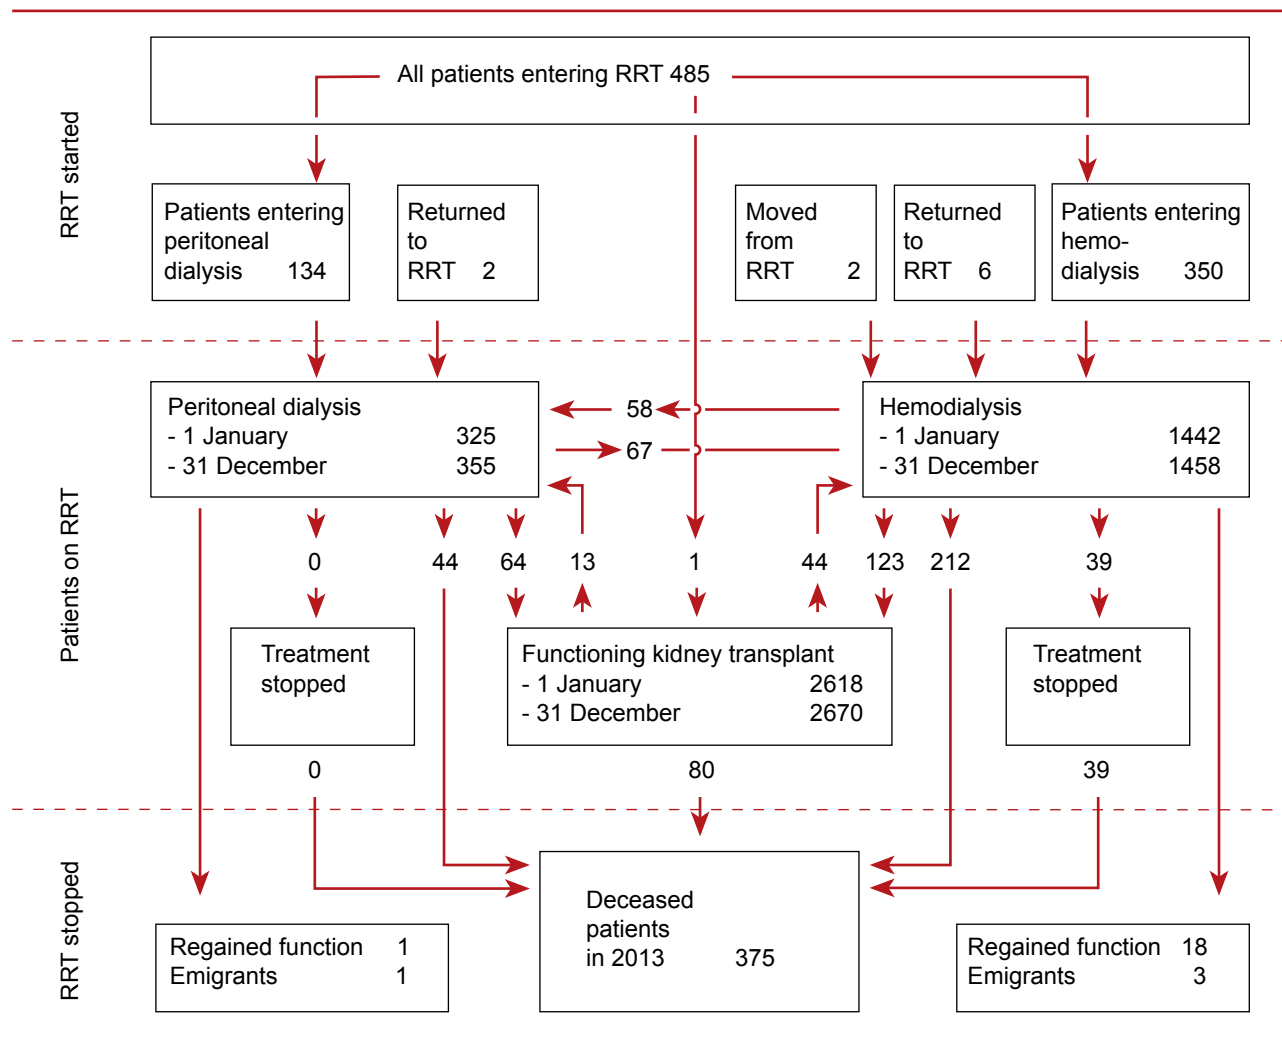 All patients entering RRT 485
RRT started
Patients entering
peritoneal
dialysis 134
Returned
to
RRT 2
Moved
from
RRT 2
Returned
to
RRT 6
Patients entering
hemo-
dialysis 350
Patients on RRT
Peritoneal dialysis
- 1 January 325
- 31 December 355
58
67
Hemodialysis
- 1 January 1442
- 31 December 1458
0 44 64 13 1 44 123 212 39
Treatment
stopped
Functioning kidney transplant
- 1 January 2618
- 31 December 2670
Treatment
stopped
0 80 39
RRT stopped
Regained function 1
Emigrants 1
Deceased
patients
in 2013 375
Regained function 18
Emigrants 3